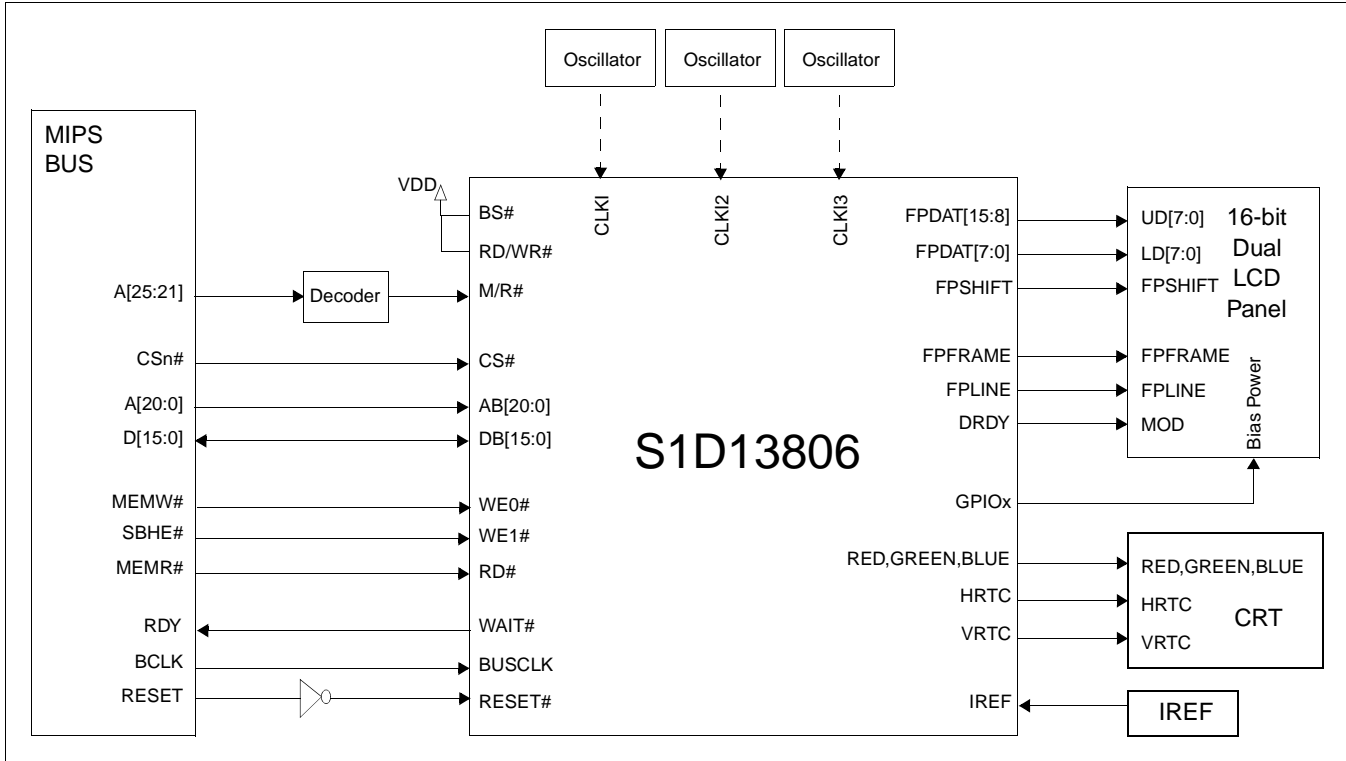 Oscillator
Oscillator
Oscillator
MIPS
BUS
A[25:21]
CSn#
A[20:0]
D[15:0]
MEMW#
SBHE#
MEMR#
RDY
BCLK
RESET
VDD
Decoder
BS#
RD/WR#
M/R#
CS#
AB[20:0]
DB[15:0]
WE0#
WE1#
RD#
WAIT#
BUSCLK
RESET#
CLKI
CLKI2
CLKI3
S1D13806
FPDAT[15:8]
FPDAT[7:0]
FPSHIFT
FPFRAME
FPLINE
DRDY
GPIOx
RED,GREEN,BLUE
HRTC
VRTC
IREF
UD[7:0]
LD[7:0]
FPSHIFT
FPFRAME
FPLINE
MOD
16-bit
Dual
LCD
Panel
Bias Power
RED,GREEN,BLUE
HRTC
VRTC
CRT
IREF